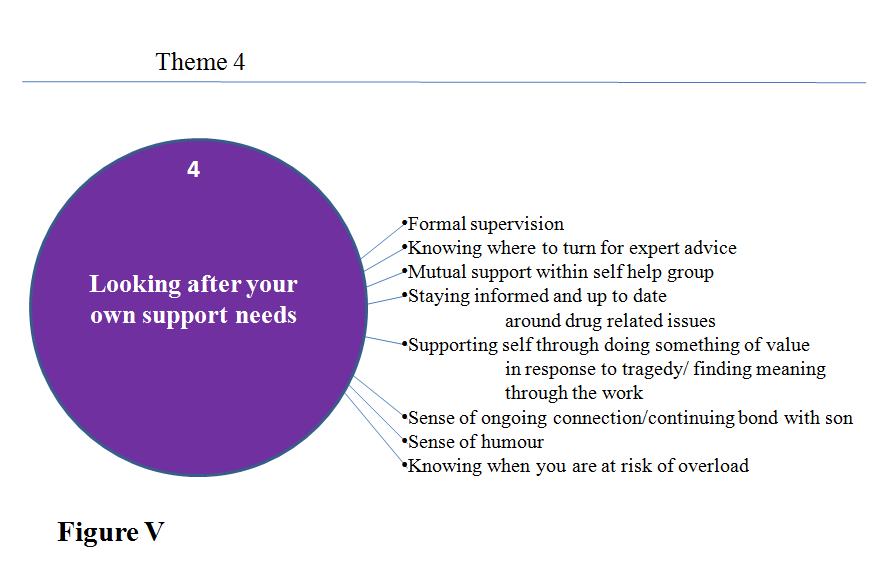 Theme 4
4
Looking after your
own support needs
•Formal supervision
•Knowing where to turn for expert advice
•Mutual support within self help group
•Staying informed and up to date
around drug related issues
•Supporting self through doing something of value
in response to tragedy/ finding meaning
through the work
•Sense of ongoing connection/continuing bond with son
•Sense of humour
•Knowing when you are at risk of overload
Figure V